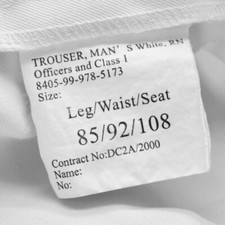 TROUSER, MAN'S White, RN
Officers and Class 1
8405-99-978-5173
Size:
Leg/Waist/Seat
85/92/108
Contract No:DC2A/2000
Name:
No: